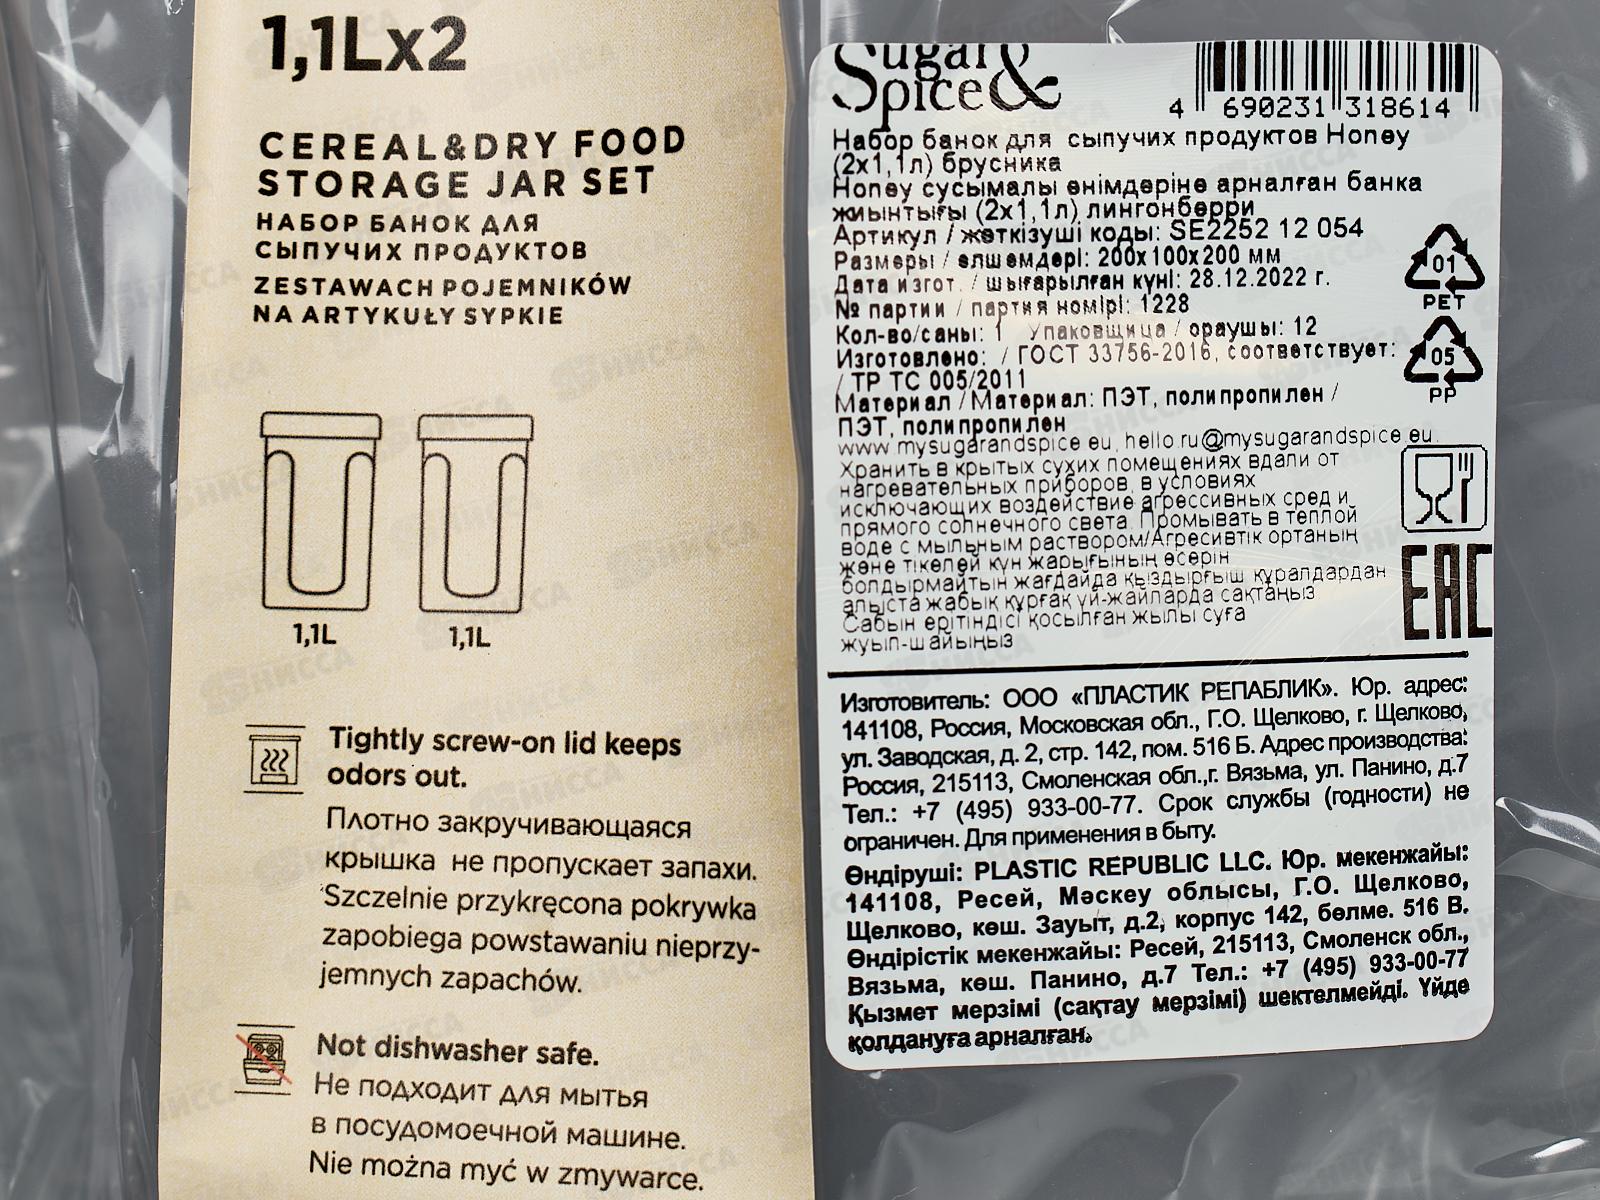 1,1Lx2
CEREAL&DRY FOOD
STORAGE JAR SET
НАБОР БАНОК ДЛЯ
СЫПУЧИХ ПРОДУКТОВ
ZESTAWACH POJEMNIKÓW
NA ARTYKUŁY SYPKIE
1,1L
1,1L
Tightly screw-on lid keeps
odors out.
Плотно закручивающаяся
крышка не пропускает запахи.
Szczelnie przykręcona pokrywka
zapobiega powstawaniu nieprzy-
jemnych zapachów.
Not dishwasher safe.
Не подходит для мытья
в посудомоечной машине.
Nie można myć w zmywarce.
Sugar &
Spice
4 690231 318614
Набор банок для сыпучих продуктов Honey
(2x1,1л) брусника
Honey сусымалы өнімдеріне арналған банка
жиынтығы (2x1,1л) лингонберри
Артикул / жеткізуші коды: SE2252 12 054
Размеры / өлшемдері: 200x100x200 мм
Дата изгот. / шығарылған күні: 28.12.2022 г.
№ партии / партия номірі: 1228
Кол-во/саны: 1 Упаковщица / ораушы: 12
Изготовлено: / ГОСТ 33756-2016, соответствует:
/ ТР ТС 005/2011
Материал / Материал: ПЭТ, полипропилен /
ПЭТ, полипропилен
www.mysugarandspice.eu, hello.ru@mysugarandspice.eu.
Хранить в крытых сухих помещениях вдали от
нагревательных приборов, в условиях
исключающих воздействие агрессивных сред и
прямого солнечного света. Промывать в теплой
воде с мыльным раствором/Агресивтік ортаның
және тікелей күн жарығының әсерін
болдырмайтын жағдайда қыздырғыш құралдардан
алыста жабық құрғақ үй-жайларда сақтаңыз
Сабын ерітіндісі қосылған жылы суға
жуып-шайыңыз
01
PET
05
PP
EAC
Изготовитель: ООО «ПЛАСТИК РЕПАБЛИК». Юр. адрес:
141108, Россия, Московская обл., Г.О. Щелково, г. Щелково,
ул. Заводская, д. 2, стр. 142, пом. 516 Б. Адрес производства:
Россия, 215113, Смоленская обл.,г. Вязьма, ул. Панино, д.7
Тел.: +7 (495) 933-00-77. Срок службы (годности) не
ограничен. Для применения в быту.
Өндіруші: PLASTIC REPUBLIC LLC. Юр. мекенжайы:
141108, Ресей, Мәскеу облысы, Г.О. Щелково,
Щелково, көш. Зауыт, д.2, корпус 142, бөлме. 516 В.
Өндірістік мекенжайы: Ресей, 215113, Смоленск обл.,
Вязьма, көш. Панино, д.7 Тел.: +7 (495) 933-00-77
Қызмет мерзімі (сақтау мерзімі) шектелмейді. Үйде
қолдануға арналған.